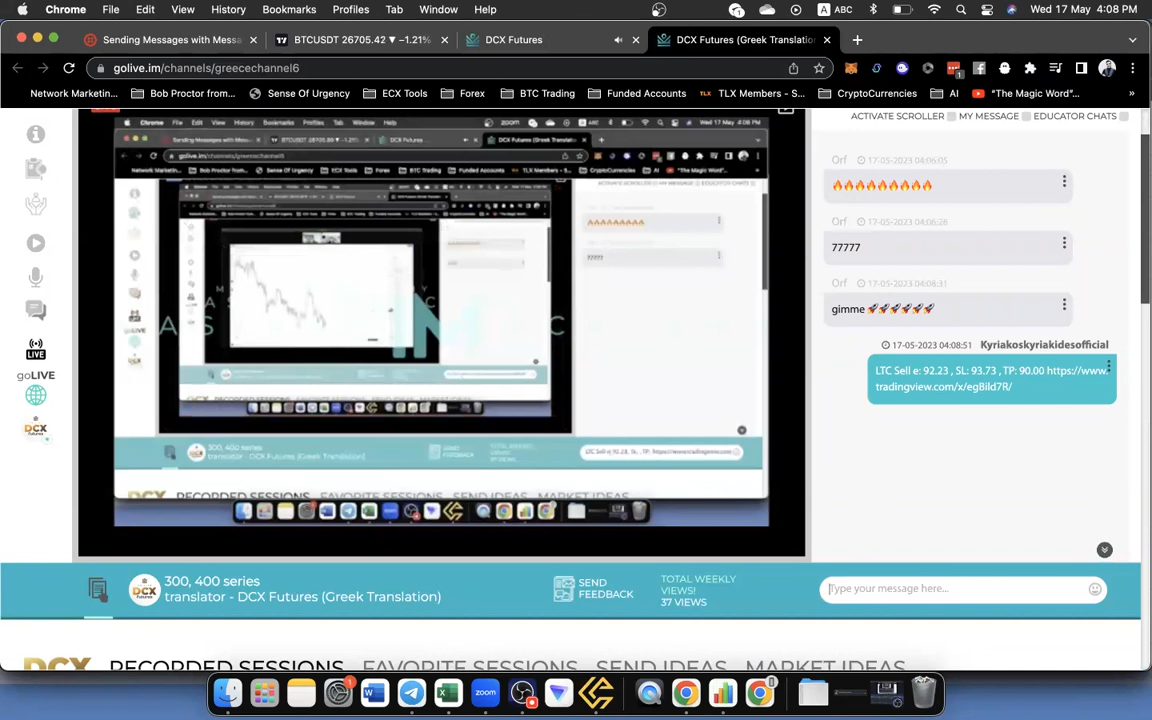 Chrome File Edit View History Bookmarks Profiles Tab Window Help A ABC Wed 17 May 4:08 PM
Sending Messages with Messa × BTCUSDT 26705.42 ▼ −1.21% × DCX Futures × DCX Futures (Greek Translatio × +
golive.im/channels/greecechannel6
Network Marketin... Bob Proctor from... Sense Of Urgency ECX Tools Forex BTC Trading Funded Accounts TLX TLX Members - S... CryptoCurrencies AI "The Magic Word"... »
ACTIVATE SCROLLER MY MESSAGE EDUCATOR CHATS
Orf 17-05-2023 04:06:05
🔥🔥🔥🔥🔥🔥🔥🔥🔥
Orf 17-05-2023 04:06:26
77777
Orf 17-05-2023 04:08:31
gimme 🚀🚀🚀🚀🚀🚀
17-05-2023 04:08:51 Kyriakoskyriakidesofficial
LTC Sell e: 92.23 , SL: 93.73 , TP: 90.00 https://www.
tradingview.com/x/egBild7R/
LIVE
goLIVE
DCX
Futures
300, 400 series
translator - DCX Futures (Greek Translation)
SEND
FEEDBACK
TOTAL WEEKLY
VIEWS!
37 VIEWS
Type your message here...
DCX RECORDED SESSIONS FAVORITE SESSIONS SEND IDEAS MARKET IDEAS
zoom